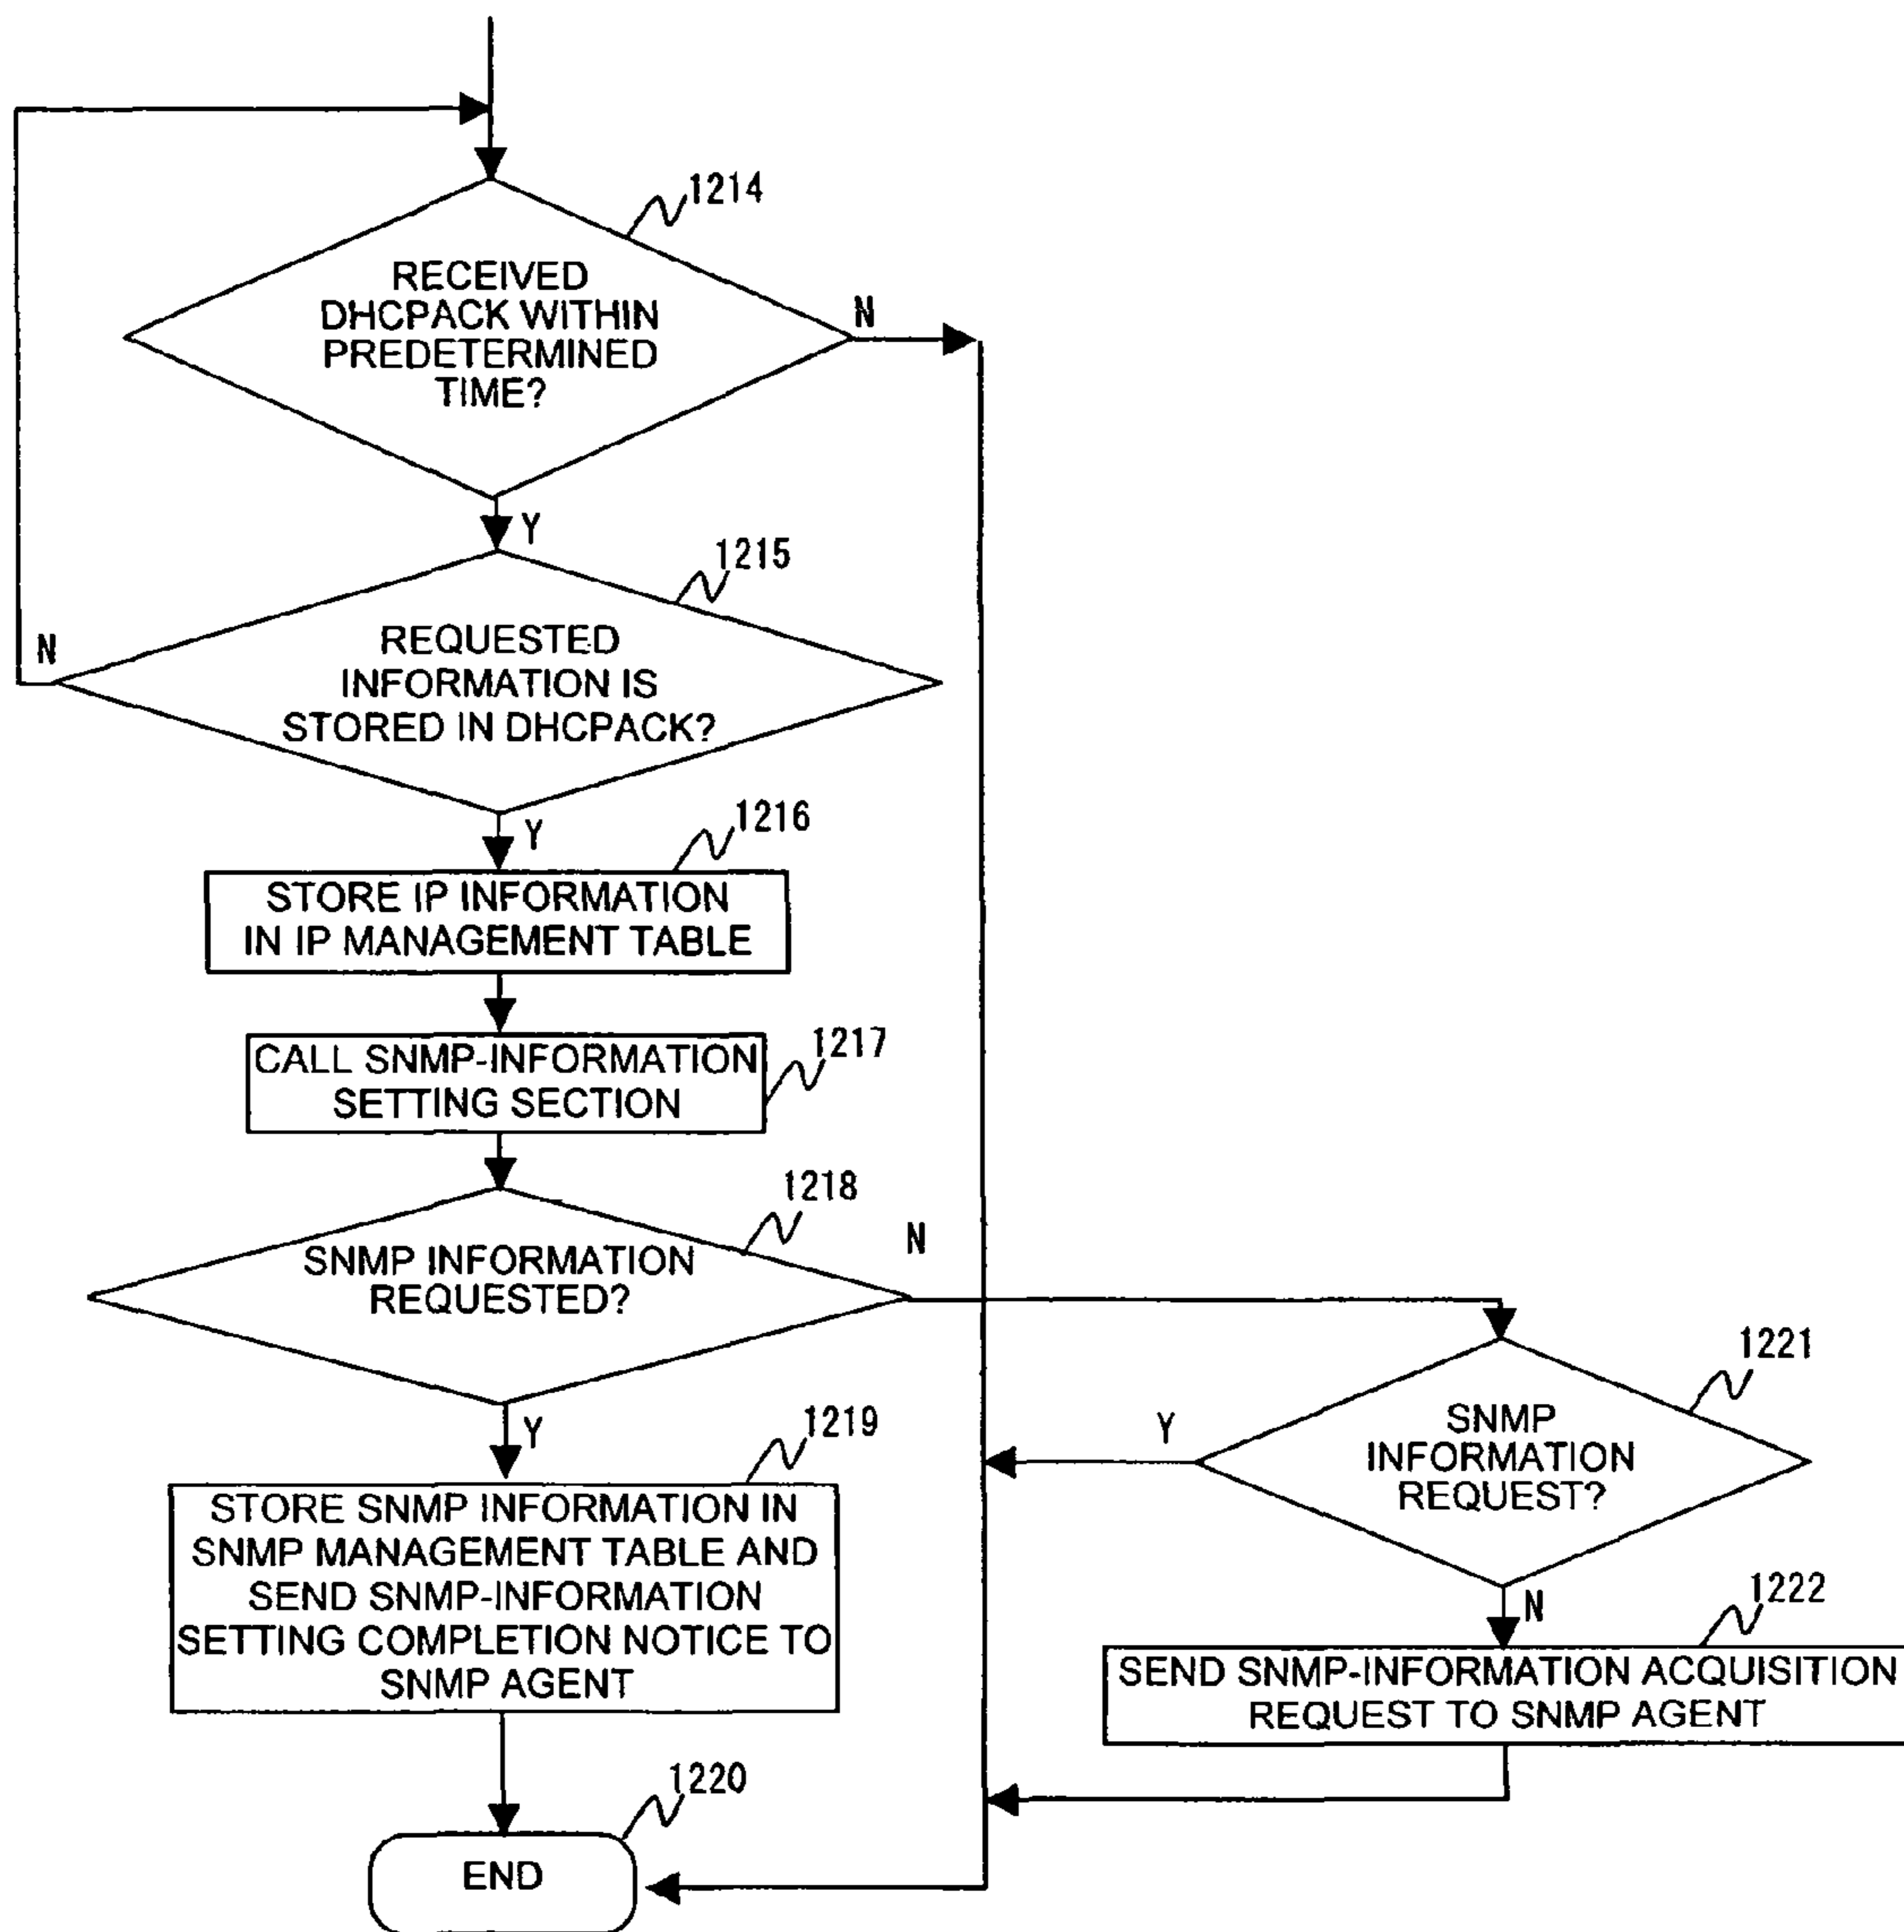 1214
RECEIVED
DHCPACK WITHIN
PREDETERMINED
TIME?
N
Y
1215
REQUESTED
INFORMATION IS
STORED IN DHCPACK?
N
Y
1216
STORE IP INFORMATION
IN IP MANAGEMENT TABLE
1217
CALL SNMP-INFORMATION
SETTING SECTION
1218
SNMP INFORMATION
REQUESTED?
N
Y
1219
STORE SNMP INFORMATION IN
SNMP MANAGEMENT TABLE AND
SEND SNMP-INFORMATION
SETTING COMPLETION NOTICE TO
SNMP AGENT
1220
END
1221
SNMP
INFORMATION
REQUEST?
Y
N
1222
SEND SNMP-INFORMATION ACQUISITION
REQUEST TO SNMP AGENT